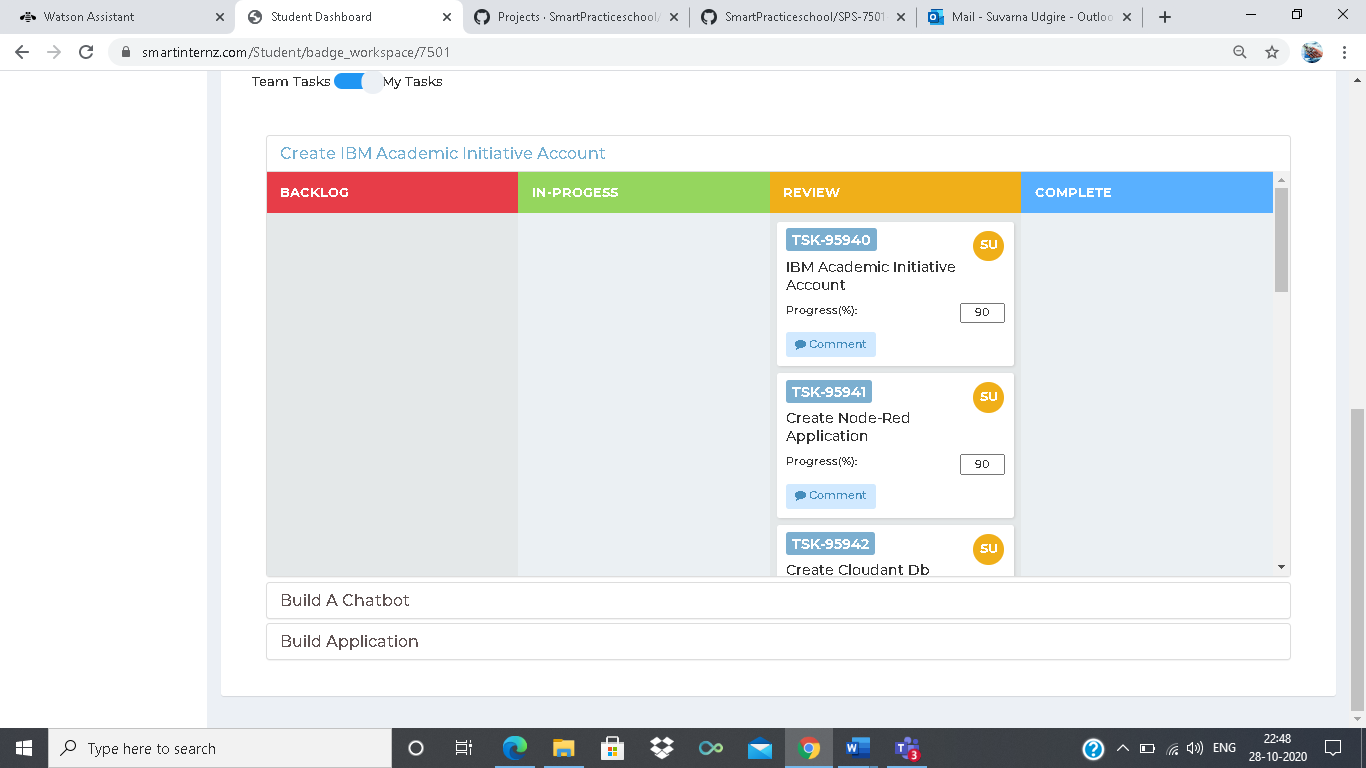 Watson Assistant
Student Dashboard
Projects · SmartPracticeschool/
SmartPracticeschool/SPS-7501
Mail - Suvarna Udgire - Outloo
smartinternz.com/Student/badge_workspace/7501
Team Tasks My Tasks
Create IBM Academic Initiative Account
BACKLOG
IN-PROGESS
REVIEW
COMPLETE
TSK-95940
SU
IBM Academic Initiative
Account
Progress(%):
90
Comment
TSK-95941
SU
Create Node-Red
Application
Progress(%):
90
Comment
TSK-95942
SU
Create Cloudant Db
Build A Chatbot
Build Application
Type here to search
3
ENG
22:48
28-10-2020